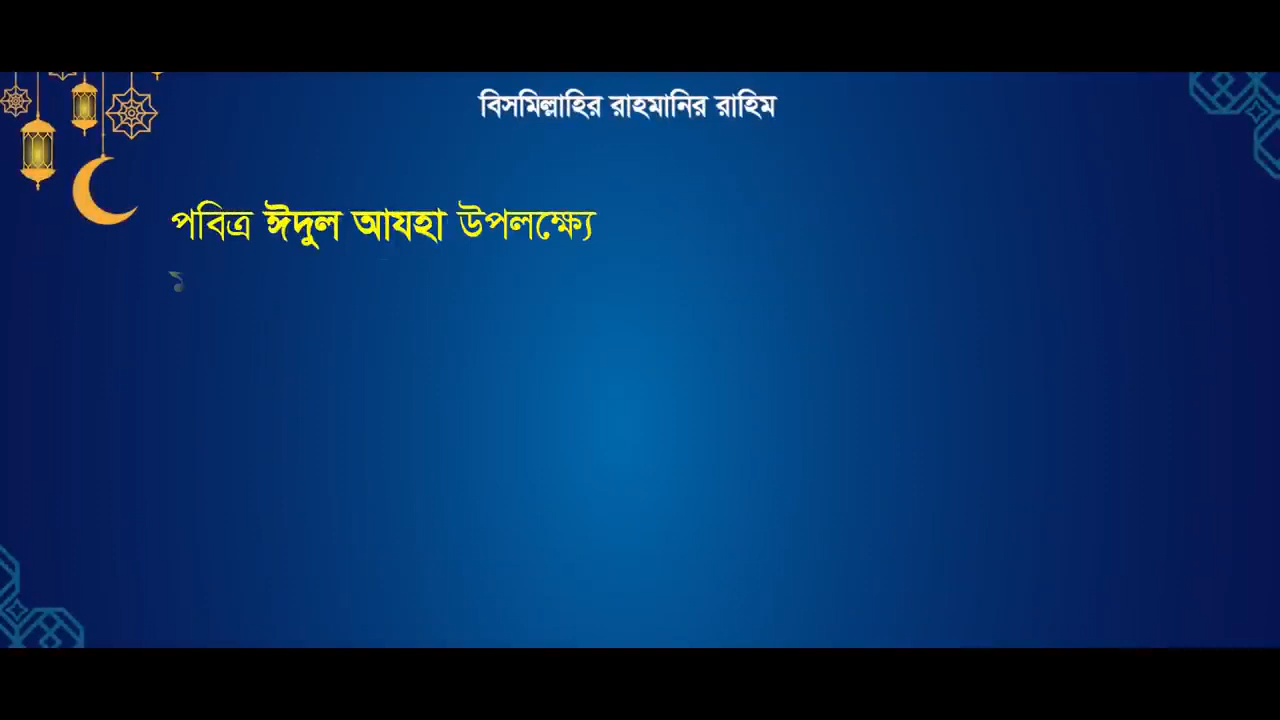 বিসমিল্লাহির রাহমানির রাহিম
পবিত্র ঈদুল আযহা উপলক্ষ্যে